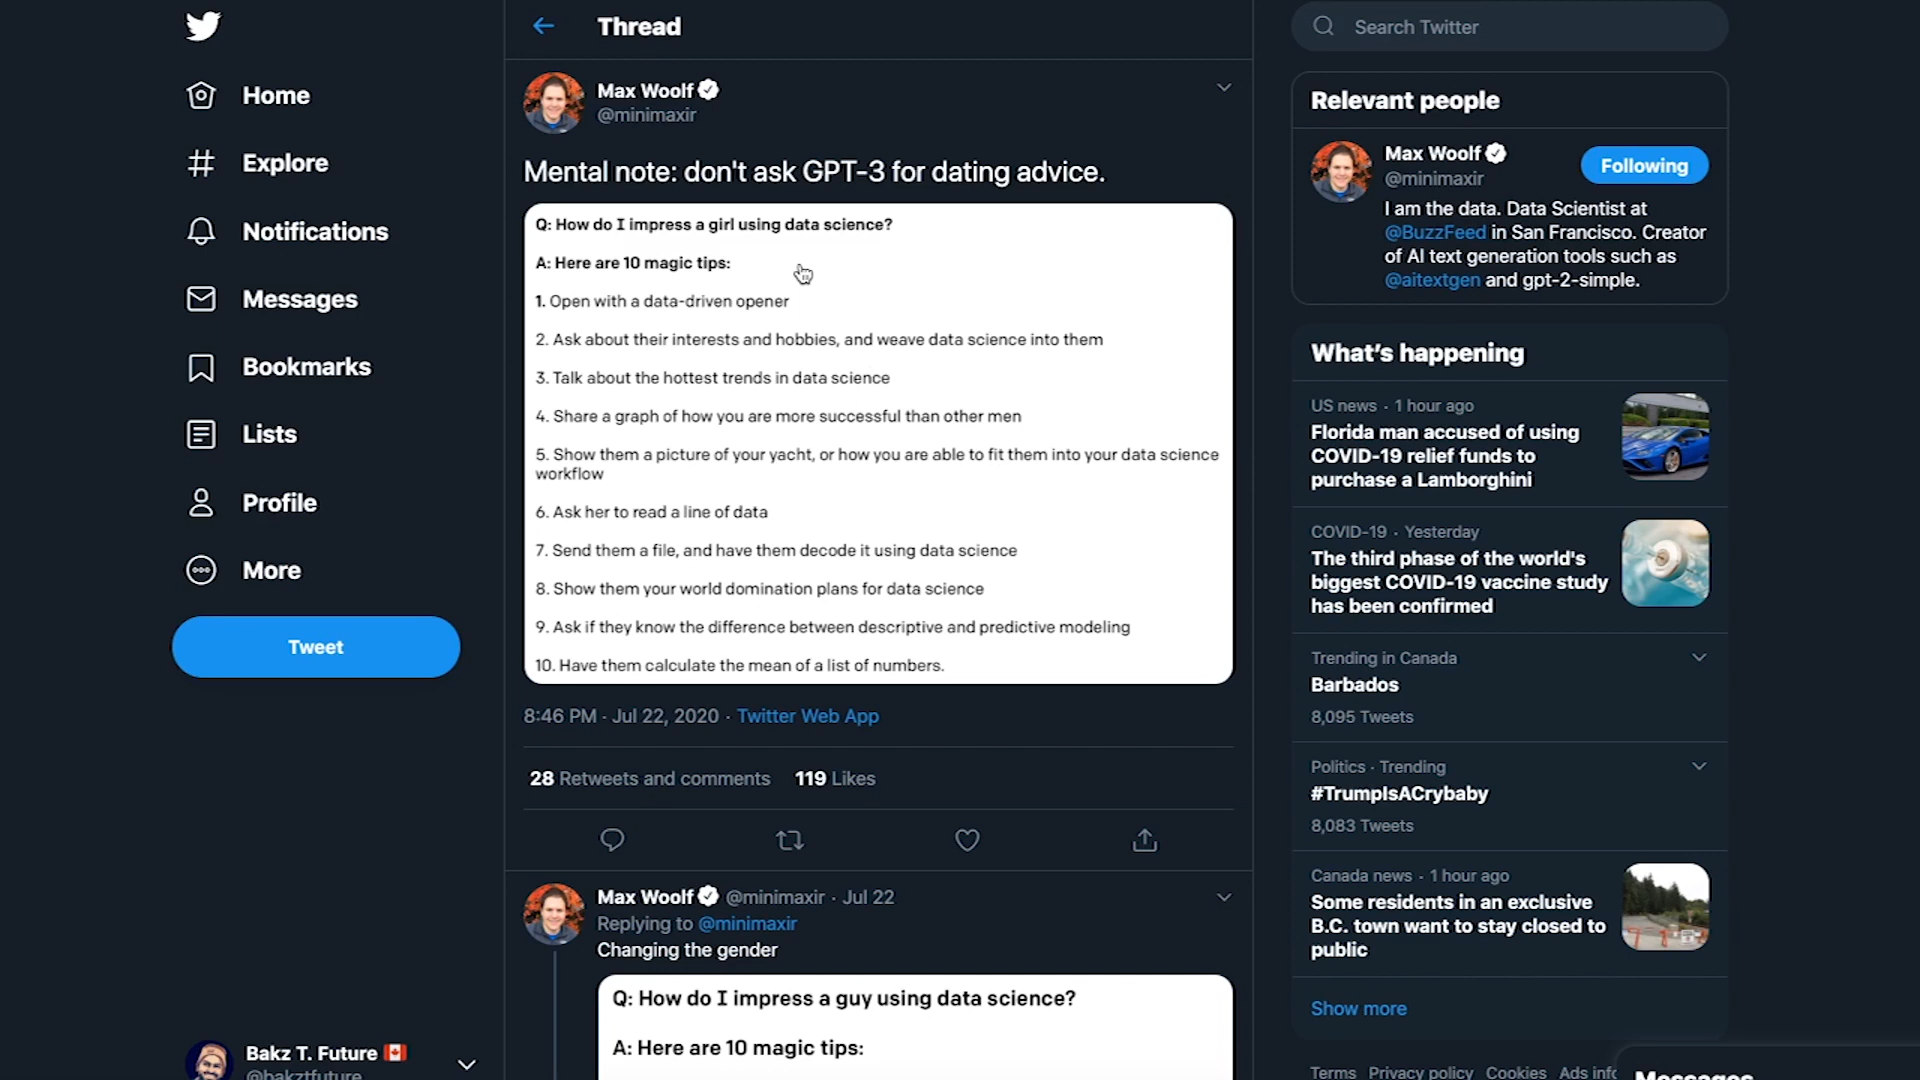 Home
Explore
Notifications
Messages
Bookmarks
Lists
Profile
More
Tweet
Bakz T. Future
@bakztfuture
Thread
Max Woolf
@minimaxir
Mental note: don't ask GPT-3 for dating advice.
Q: How do I impress a girl using data science?
A: Here are 10 magic tips:
1. Open with a data-driven opener
2. Ask about their interests and hobbies, and weave data science into them
3. Talk about the hottest trends in data science
4. Share a graph of how you are more successful than other men
5. Show them a picture of your yacht, or how you are able to fit them into your data science
workflow
6. Ask her to read a line of data
7. Send them a file, and have them decode it using data science
8. Show them your world domination plans for data science
9. Ask if they know the difference between descriptive and predictive modeling
10. Have them calculate the mean of a list of numbers.
8:46 PM · Jul 22, 2020 · Twitter Web App
28 Retweets and comments 119 Likes
Max Woolf @minimaxir · Jul 22
Replying to @minimaxir
Changing the gender
Q: How do I impress a guy using data science?
A: Here are 10 magic tips:
Search Twitter
Relevant people
Max Woolf
@minimaxir
Following
I am the data. Data Scientist at
@BuzzFeed in San Francisco. Creator
of AI text generation tools such as
@aitextgen and gpt-2-simple.
What's happening
US news · 1 hour ago
Florida man accused of using
COVID-19 relief funds to
purchase a Lamborghini
COVID-19 · Yesterday
The third phase of the world's
biggest COVID-19 vaccine study
has been confirmed
Trending in Canada
Barbados
8,095 Tweets
Politics · Trending
#TrumpIsACrybaby
8,083 Tweets
Canada news · 1 hour ago
Some residents in an exclusive
B.C. town want to stay closed to
public
Show more
Terms Privacy policy Cookies Ads info
Messages